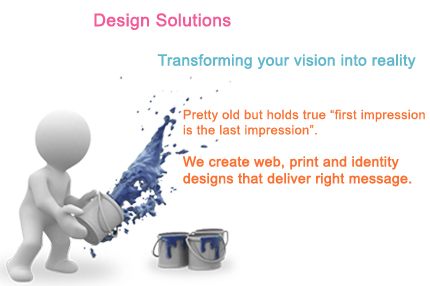 Design Solutions
Transforming your vision into reality
Pretty old but holds true “first impression
is the last impression”.
We create web, print and identity
designs that deliver right message.